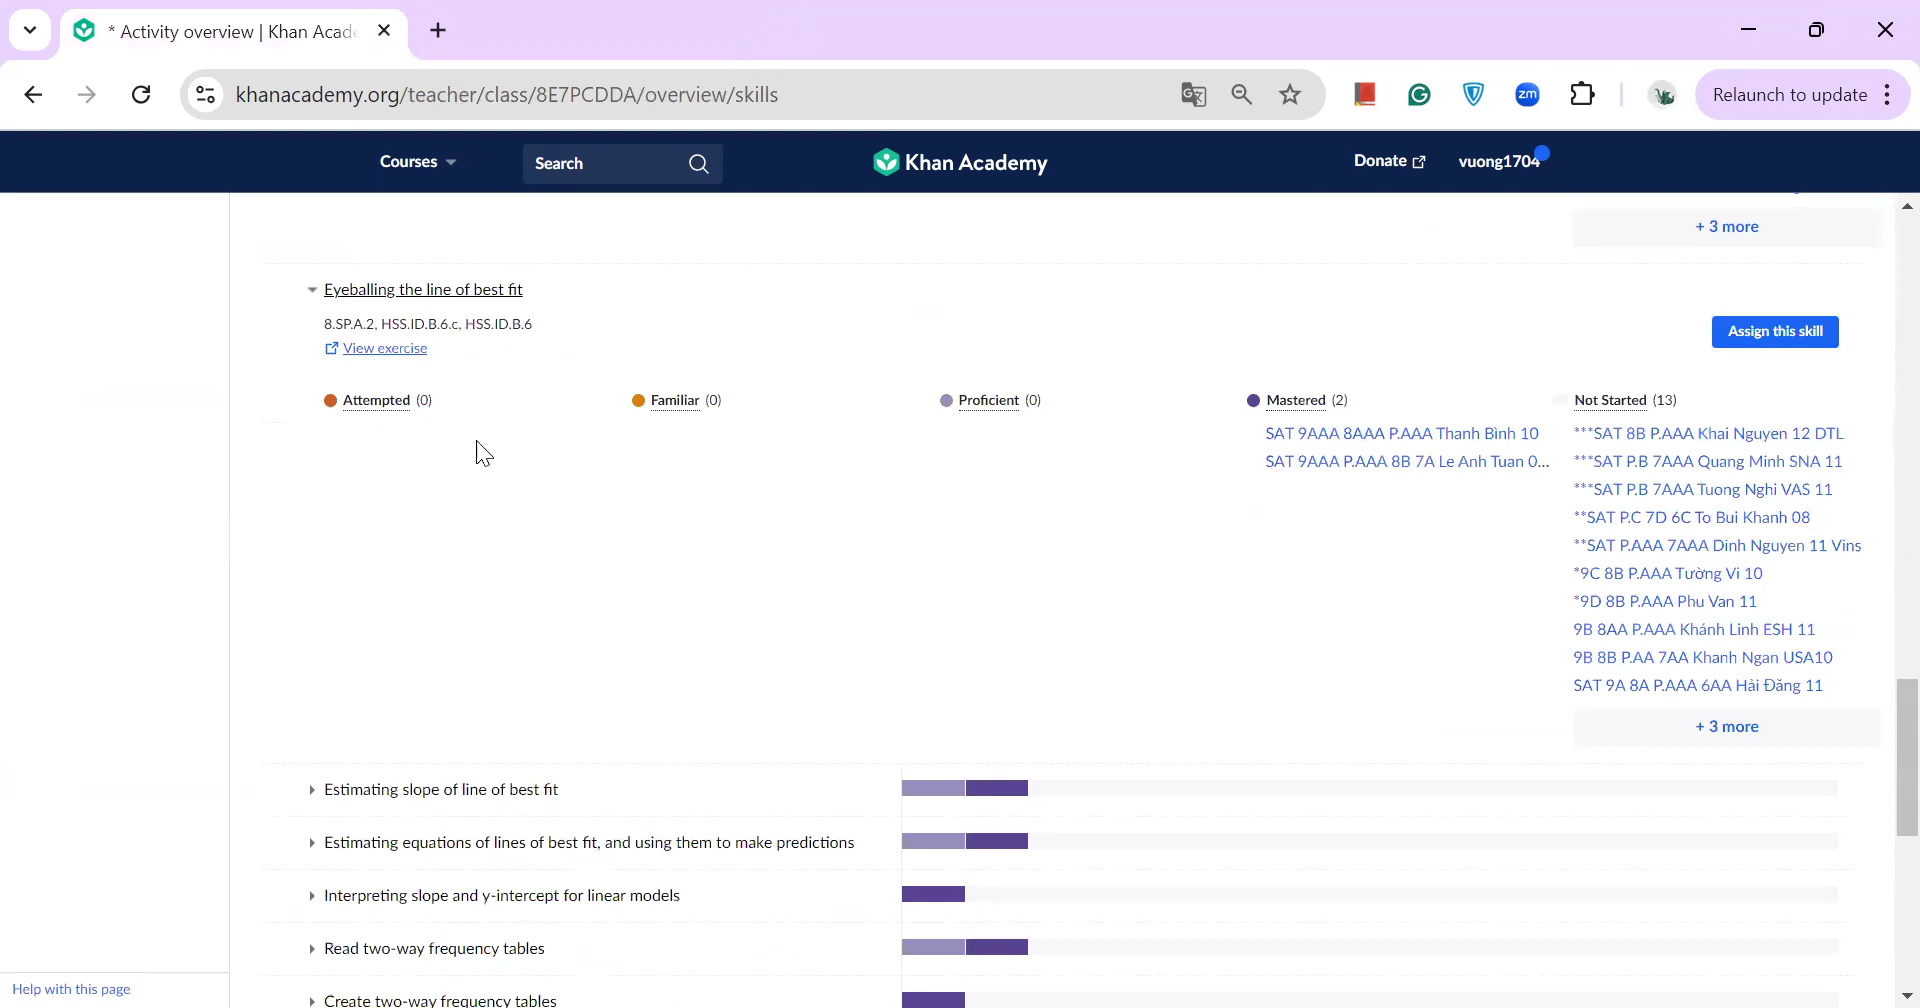 * Activity overview | Khan Acad
khanacademy.org/teacher/class/8E7PCDDA/overview/skills
zm
Relaunch to update
Courses
Search
Khan Academy
Donate
vuong1704
+ 3 more
Eyeballing the line of best fit
8.SP.A.2, HSS.ID.B.6.c, HSS.ID.B.6
View exercise
Assign this skill
Attempted (0)
Familiar (0)
Proficient (0)
Mastered (2)
SAT 9AAA 8AAA P.AAA Thanh Bình 10
SAT 9AAA P.AAA 8B 7A Le Anh Tuan 0...
Not Started (13)
***SAT 8B P.AAA Khai Nguyen 12 DTL
***SAT P.B 7AAA Quang Minh SNA 11
***SAT P.B 7AAA Tuong Nghi VAS 11
**SAT P.C 7D 6C To Bui Khanh 08
**SAT P.AAA 7AAA Dinh Nguyen 11 Vins
*9C 8B P.AAA Tường Vi 10
*9D 8B P.AAA Phu Van 11
9B 8AA P.AAA Khánh Linh ESH 11
9B 8B P.AA 7AA Khanh Ngan USA10
SAT 9A 8A P.AAA 6AA Hải Đăng 11
+ 3 more
Estimating slope of line of best fit
Estimating equations of lines of best fit, and using them to make predictions
Interpreting slope and y-intercept for linear models
Read two-way frequency tables
Create two-way frequency tables
Help with this page